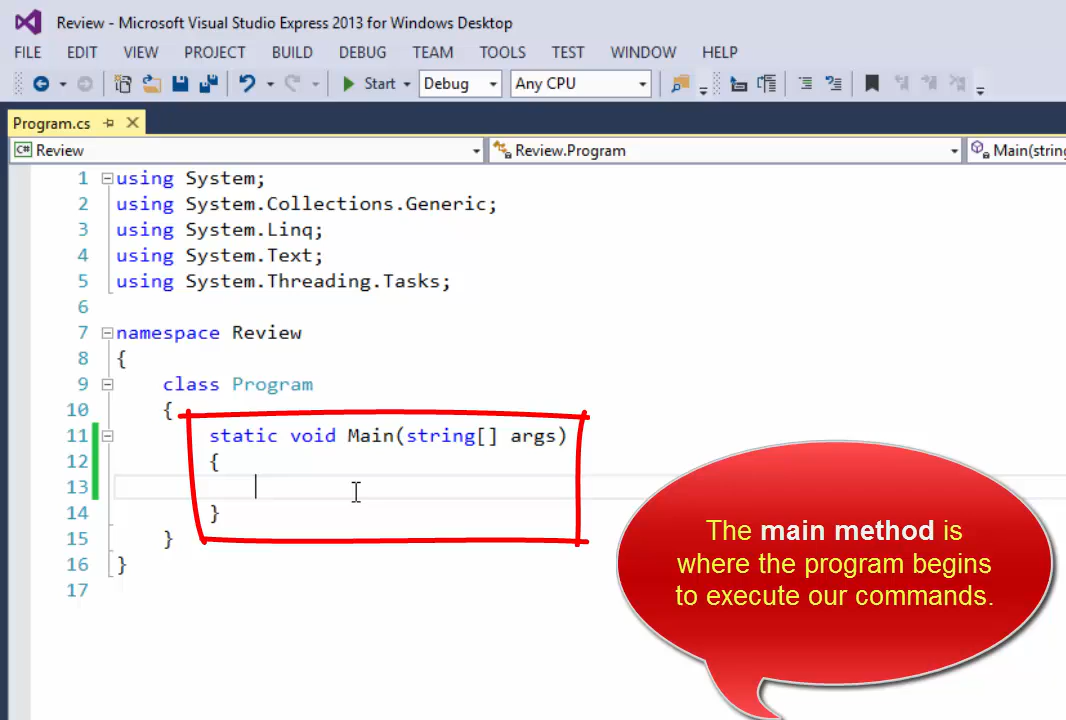 Review - Microsoft Visual Studio Express 2013 for Windows Desktop
FILE EDIT VIEW PROJECT BUILD DEBUG TEAM TOOLS TEST WINDOW HELP
Start Debug Any CPU
Program.cs
C# Review Review.Program Main(string
1 using System;
2 using System.Collections.Generic;
3 using System.Linq;
4 using System.Text;
5 using System.Threading.Tasks;
6
7 namespace Review
8 {
9 class Program
10 {
11 static void Main(string[] args)
12 {
13
14 }
15 }
16 }
17
The main method is
where the program begins
to execute our commands.